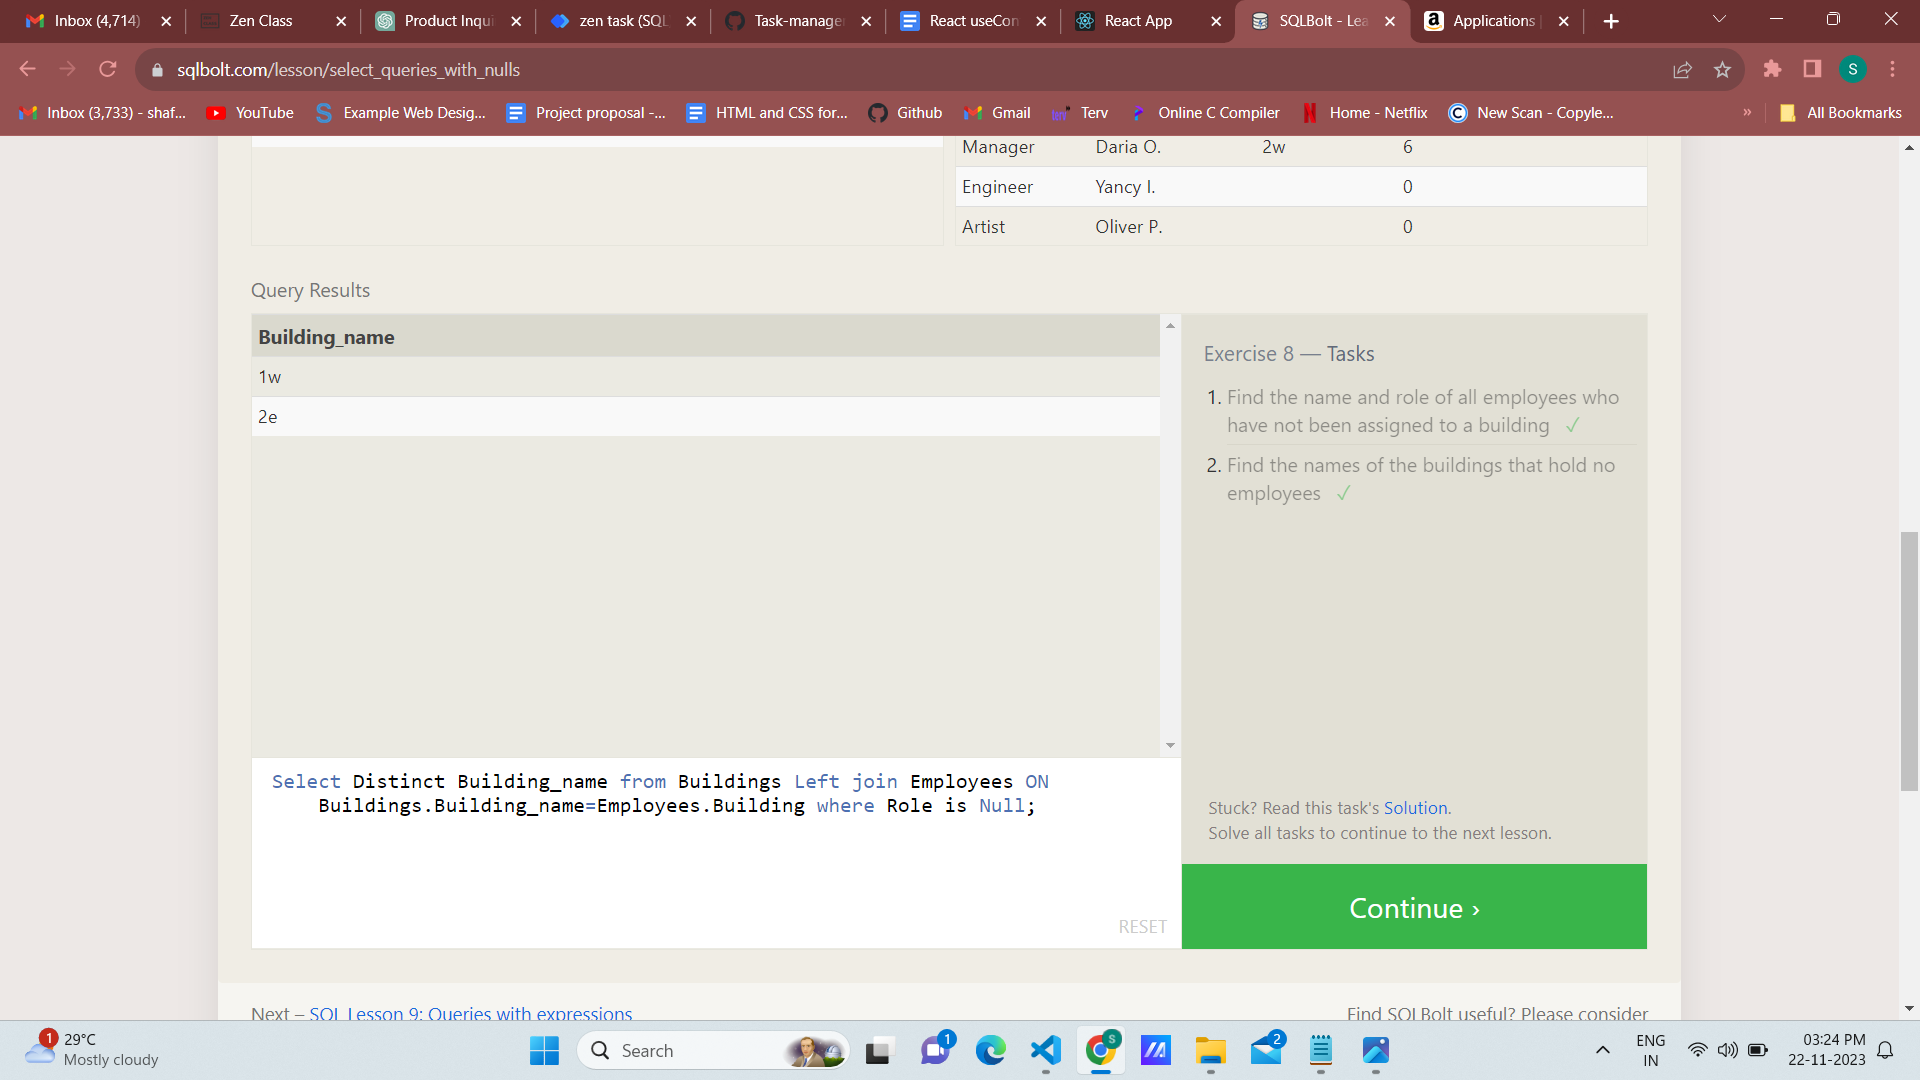 Inbox (4,714)
Zen Class
Product Inqui
zen task (SQL
Task-manage
React useCon
React App
SQLBolt - Lea
Applications
sqlbolt.com/lesson/select_queries_with_nulls
S
Inbox (3,733) - shaf...
YouTube
Example Web Desig...
Project proposal -...
HTML and CSS for...
Github
Gmail
Terv
Online C Compiler
Home - Netflix
New Scan - Copyle...
»
All Bookmarks
Manager Daria O. 2w 6
Engineer Yancy I. 0
Artist Oliver P. 0
Query Results
Building_name
1w
2e
Exercise 8 — Tasks
1. Find the name and role of all employees who
have not been assigned to a building ✓
2. Find the names of the buildings that hold no
employees ✓
Select Distinct Building_name from Buildings Left join Employees ON
Buildings.Building_name=Employees.Building where Role is Null;
RESET
Stuck? Read this task's Solution.
Solve all tasks to continue to the next lesson.
Continue ›
Next – SQL Lesson 9: Queries with expressions
Find SQLBolt useful? Please consider
1
29°C
Mostly cloudy
Search
1
S
2
ENG
IN
03:24 PM
22-11-2023